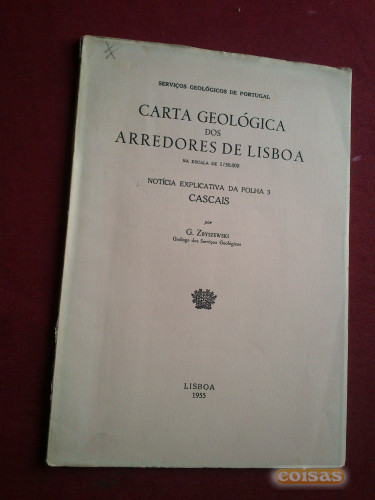 SERVIÇOS GEOLÓGICOS DE PORTUGAL
CARTA GEOLÓGICA
DOS
ARREDORES DE LISBOA
NA ESCALA DE 1/50.000
NOTÍCIA EXPLICATIVA DA FOLHA 3
CASCAIS
por
G. ZBYSZEWSKI
Geólogo dos Serviços Geológicos
LISBOA
1955
coisas